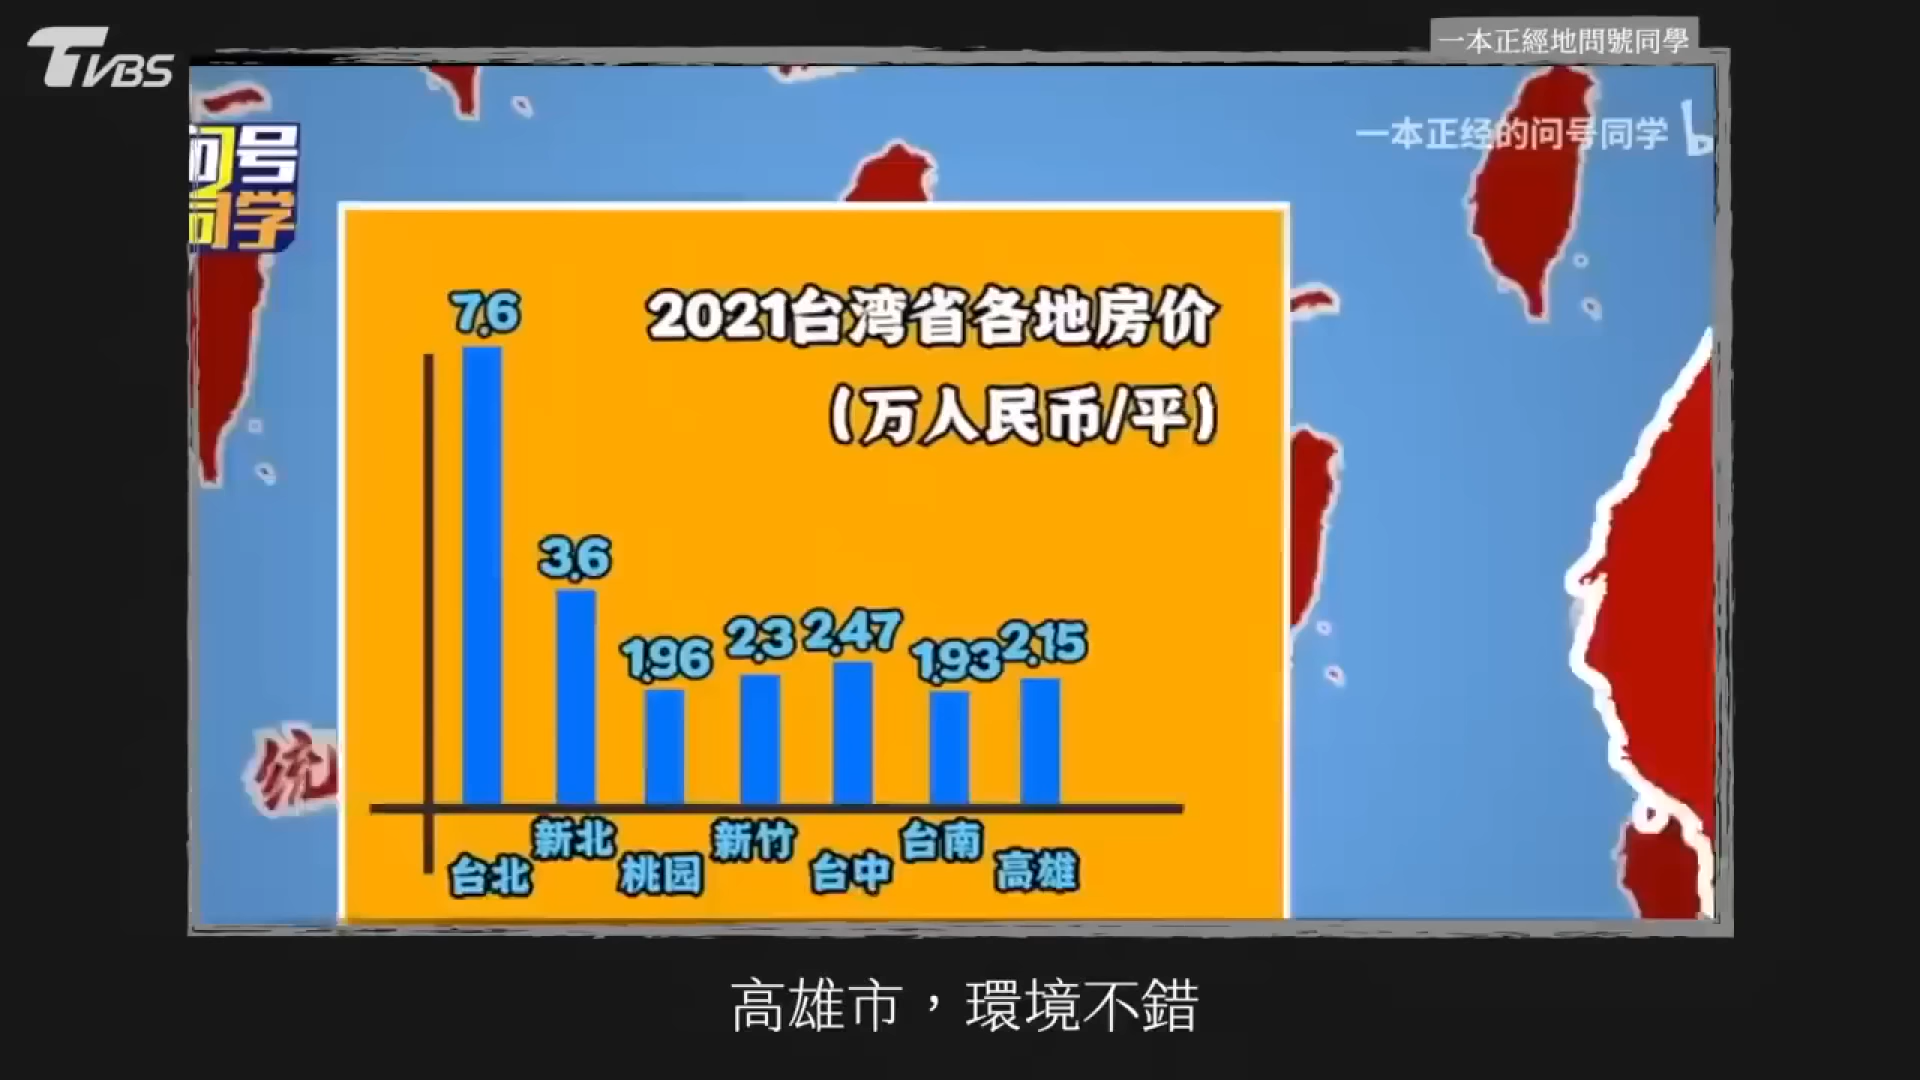 TVBS
一本正經地問號同學
一本正经的问号同学 b
问号
同学
2021台湾省各地房价
(万人民币/平)
7.6
3.6
1.96
2.3
2.47
1.93
2.15
台北
新北
桃园
新竹
台中
台南
高雄
统
高雄市，環境不錯